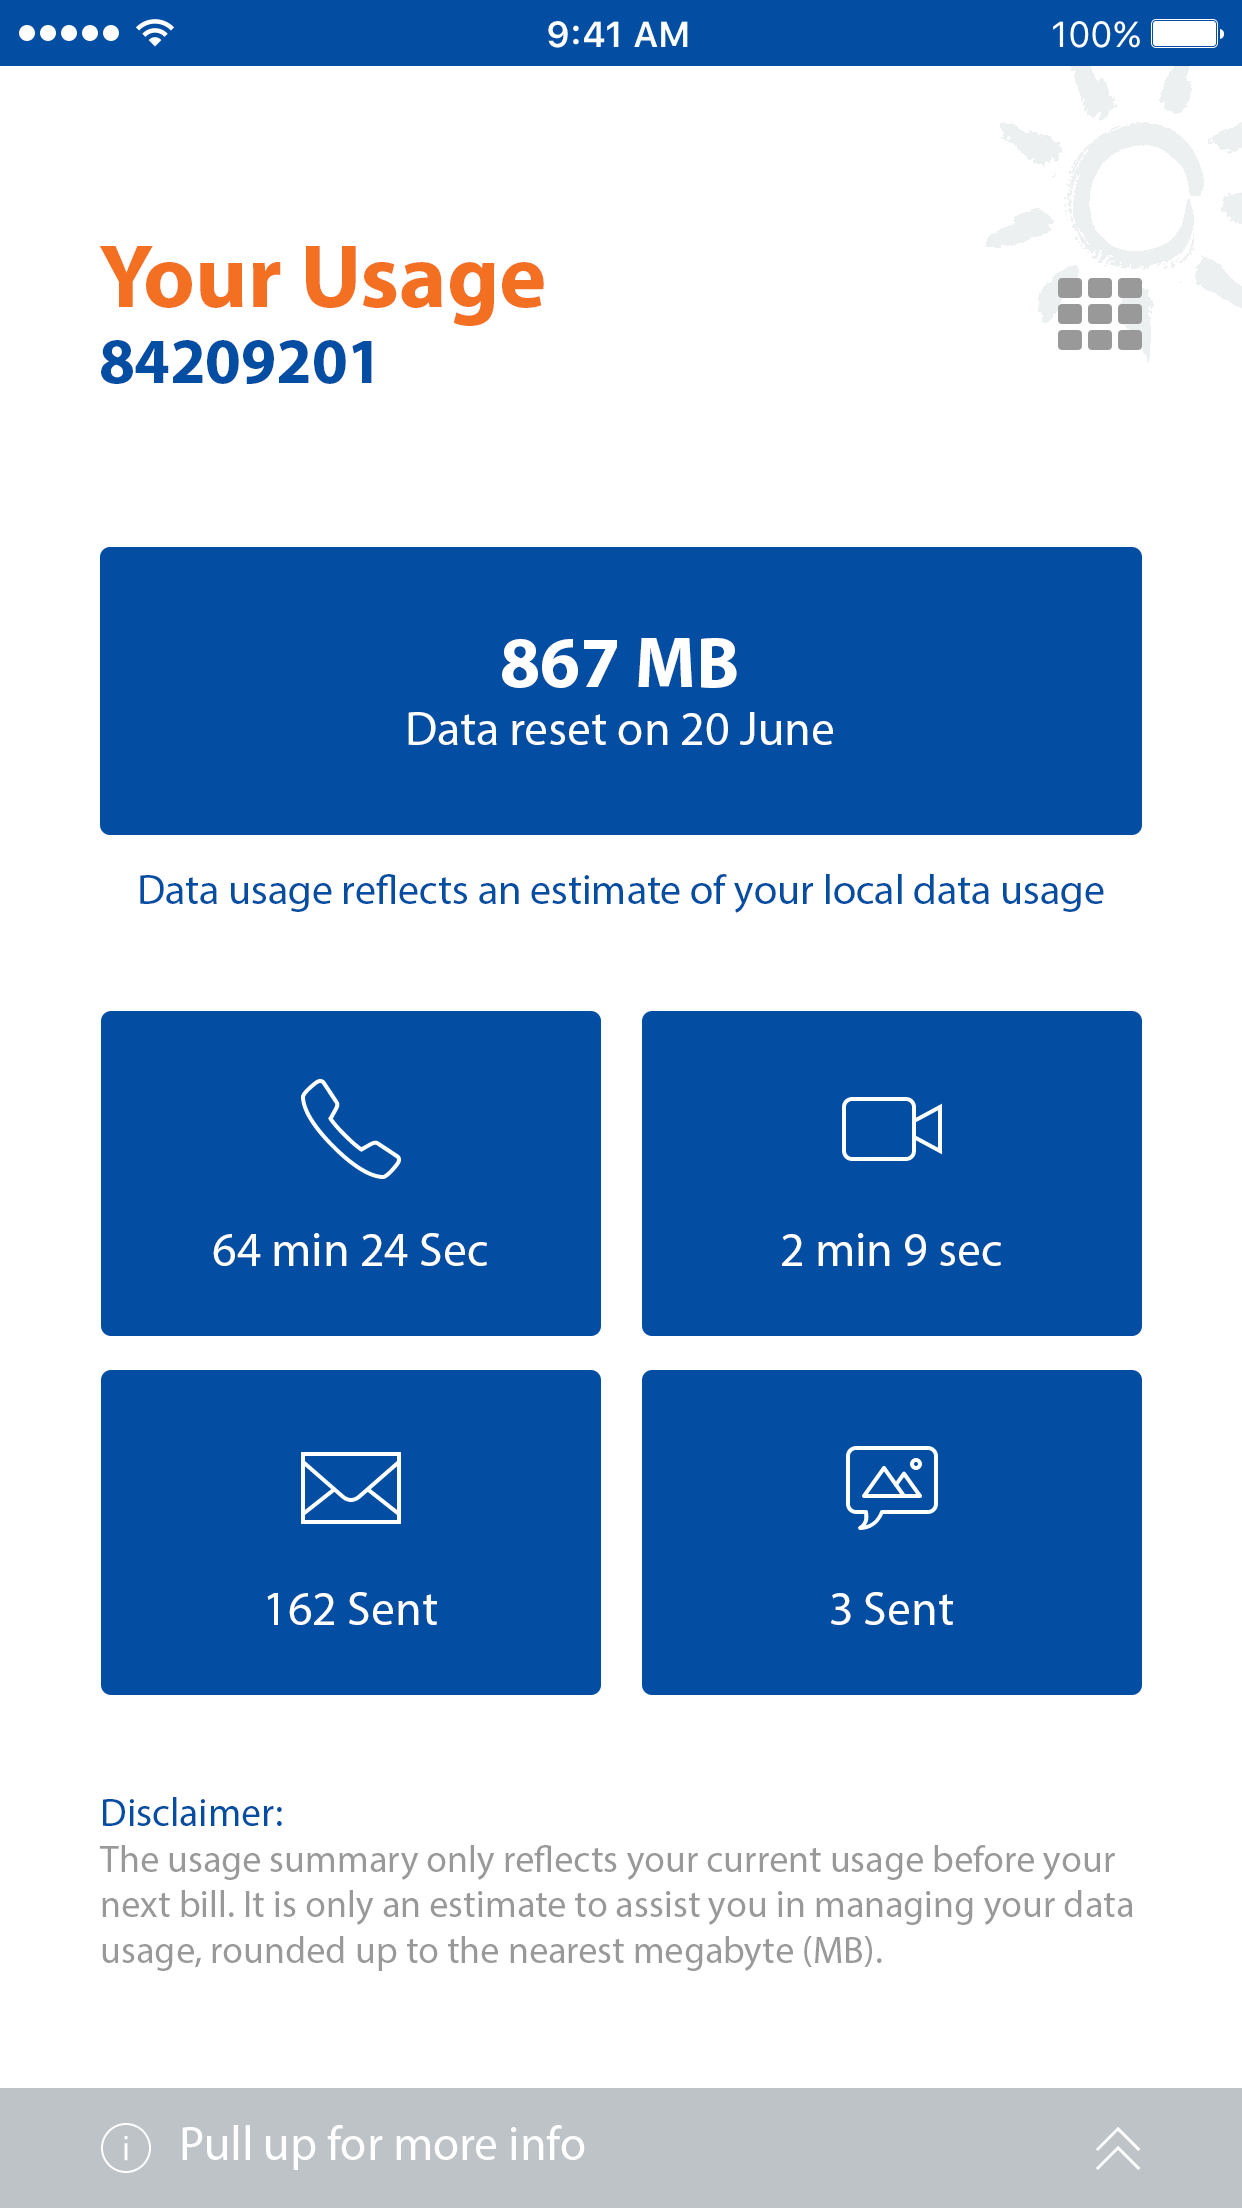 9:41 AM
100%
Your Usage
84209201
867 MB
Data reset on 20 June
Data usage reflects an estimate of your local data usage
64 min 24 Sec
2 min 9 sec
162 Sent
3 Sent
Disclaimer:
The usage summary only reflects your current usage before your
next bill. It is only an estimate to assist you in managing your data
usage, rounded up to the nearest megabyte (MB).
i Pull up for more info